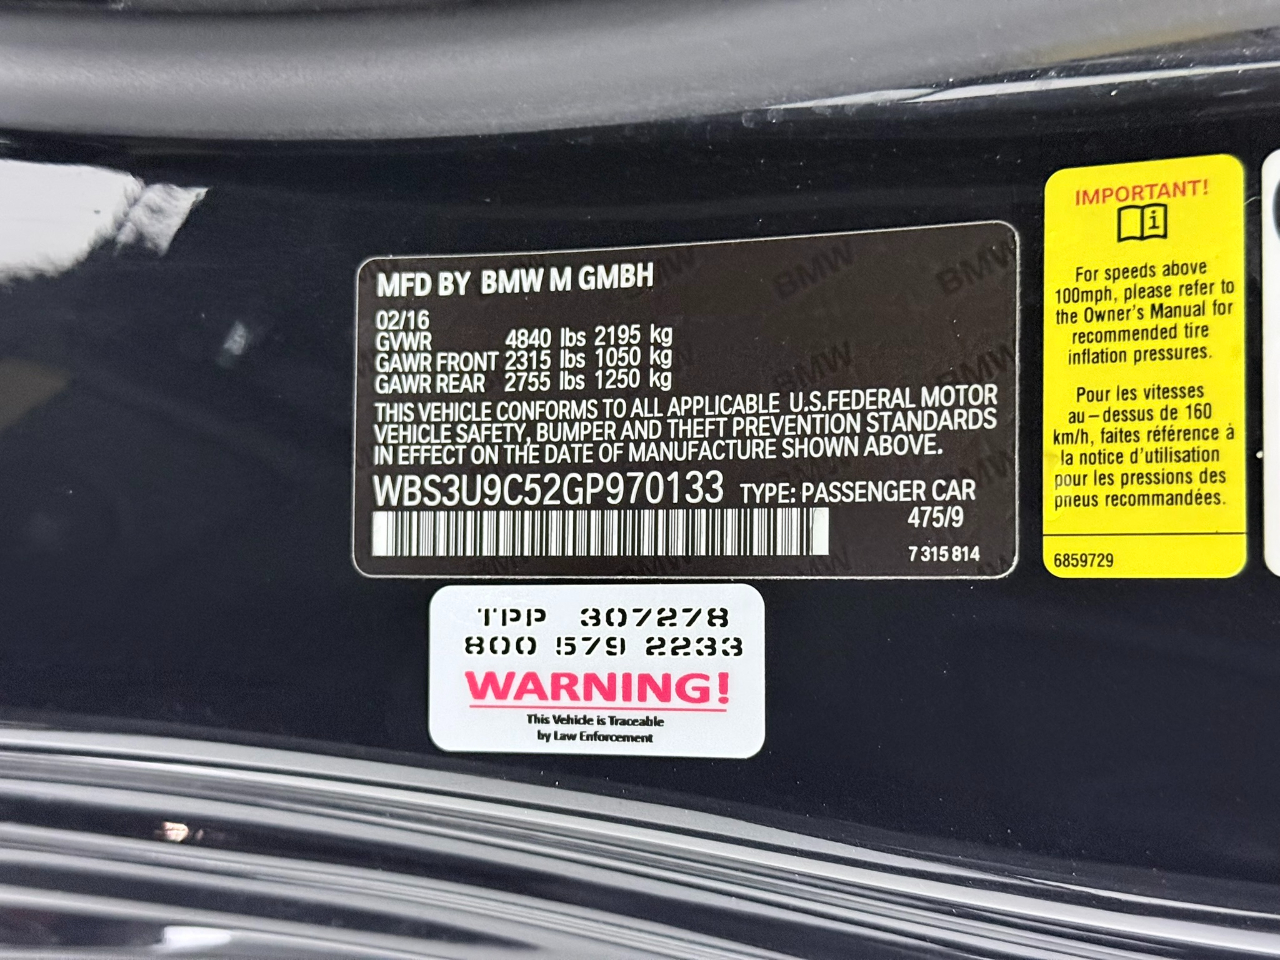 MFD BY BMW M GMBH
02/16
GVWR 4840 lbs 2195 kg
GAWR FRONT 2315 lbs 1050 kg
GAWR REAR 2755 lbs 1250 kg
THIS VEHICLE CONFORMS TO ALL APPLICABLE U.S.FEDERAL MOTOR
VEHICLE SAFETY, BUMPER AND THEFT PREVENTION STANDARDS
IN EFFECT ON THE DATE OF MANUFACTURE SHOWN ABOVE.
WBS3U9C52GP970133 TYPE: PASSENGER CAR
475/9
7 315 814
TPP 307278
800 579 2233
WARNING!
This Vehicle is Traceable
by Law Enforcement
IMPORTANT!
For speeds above
100mph, please refer to
the Owner's Manual for
recommended tire
inflation pressures.
Pour les vitesses
au-dessus de 160
km/h, faites référence à
la notice d'utilisation
pour les pressions des
pneus recommandées.
6859729